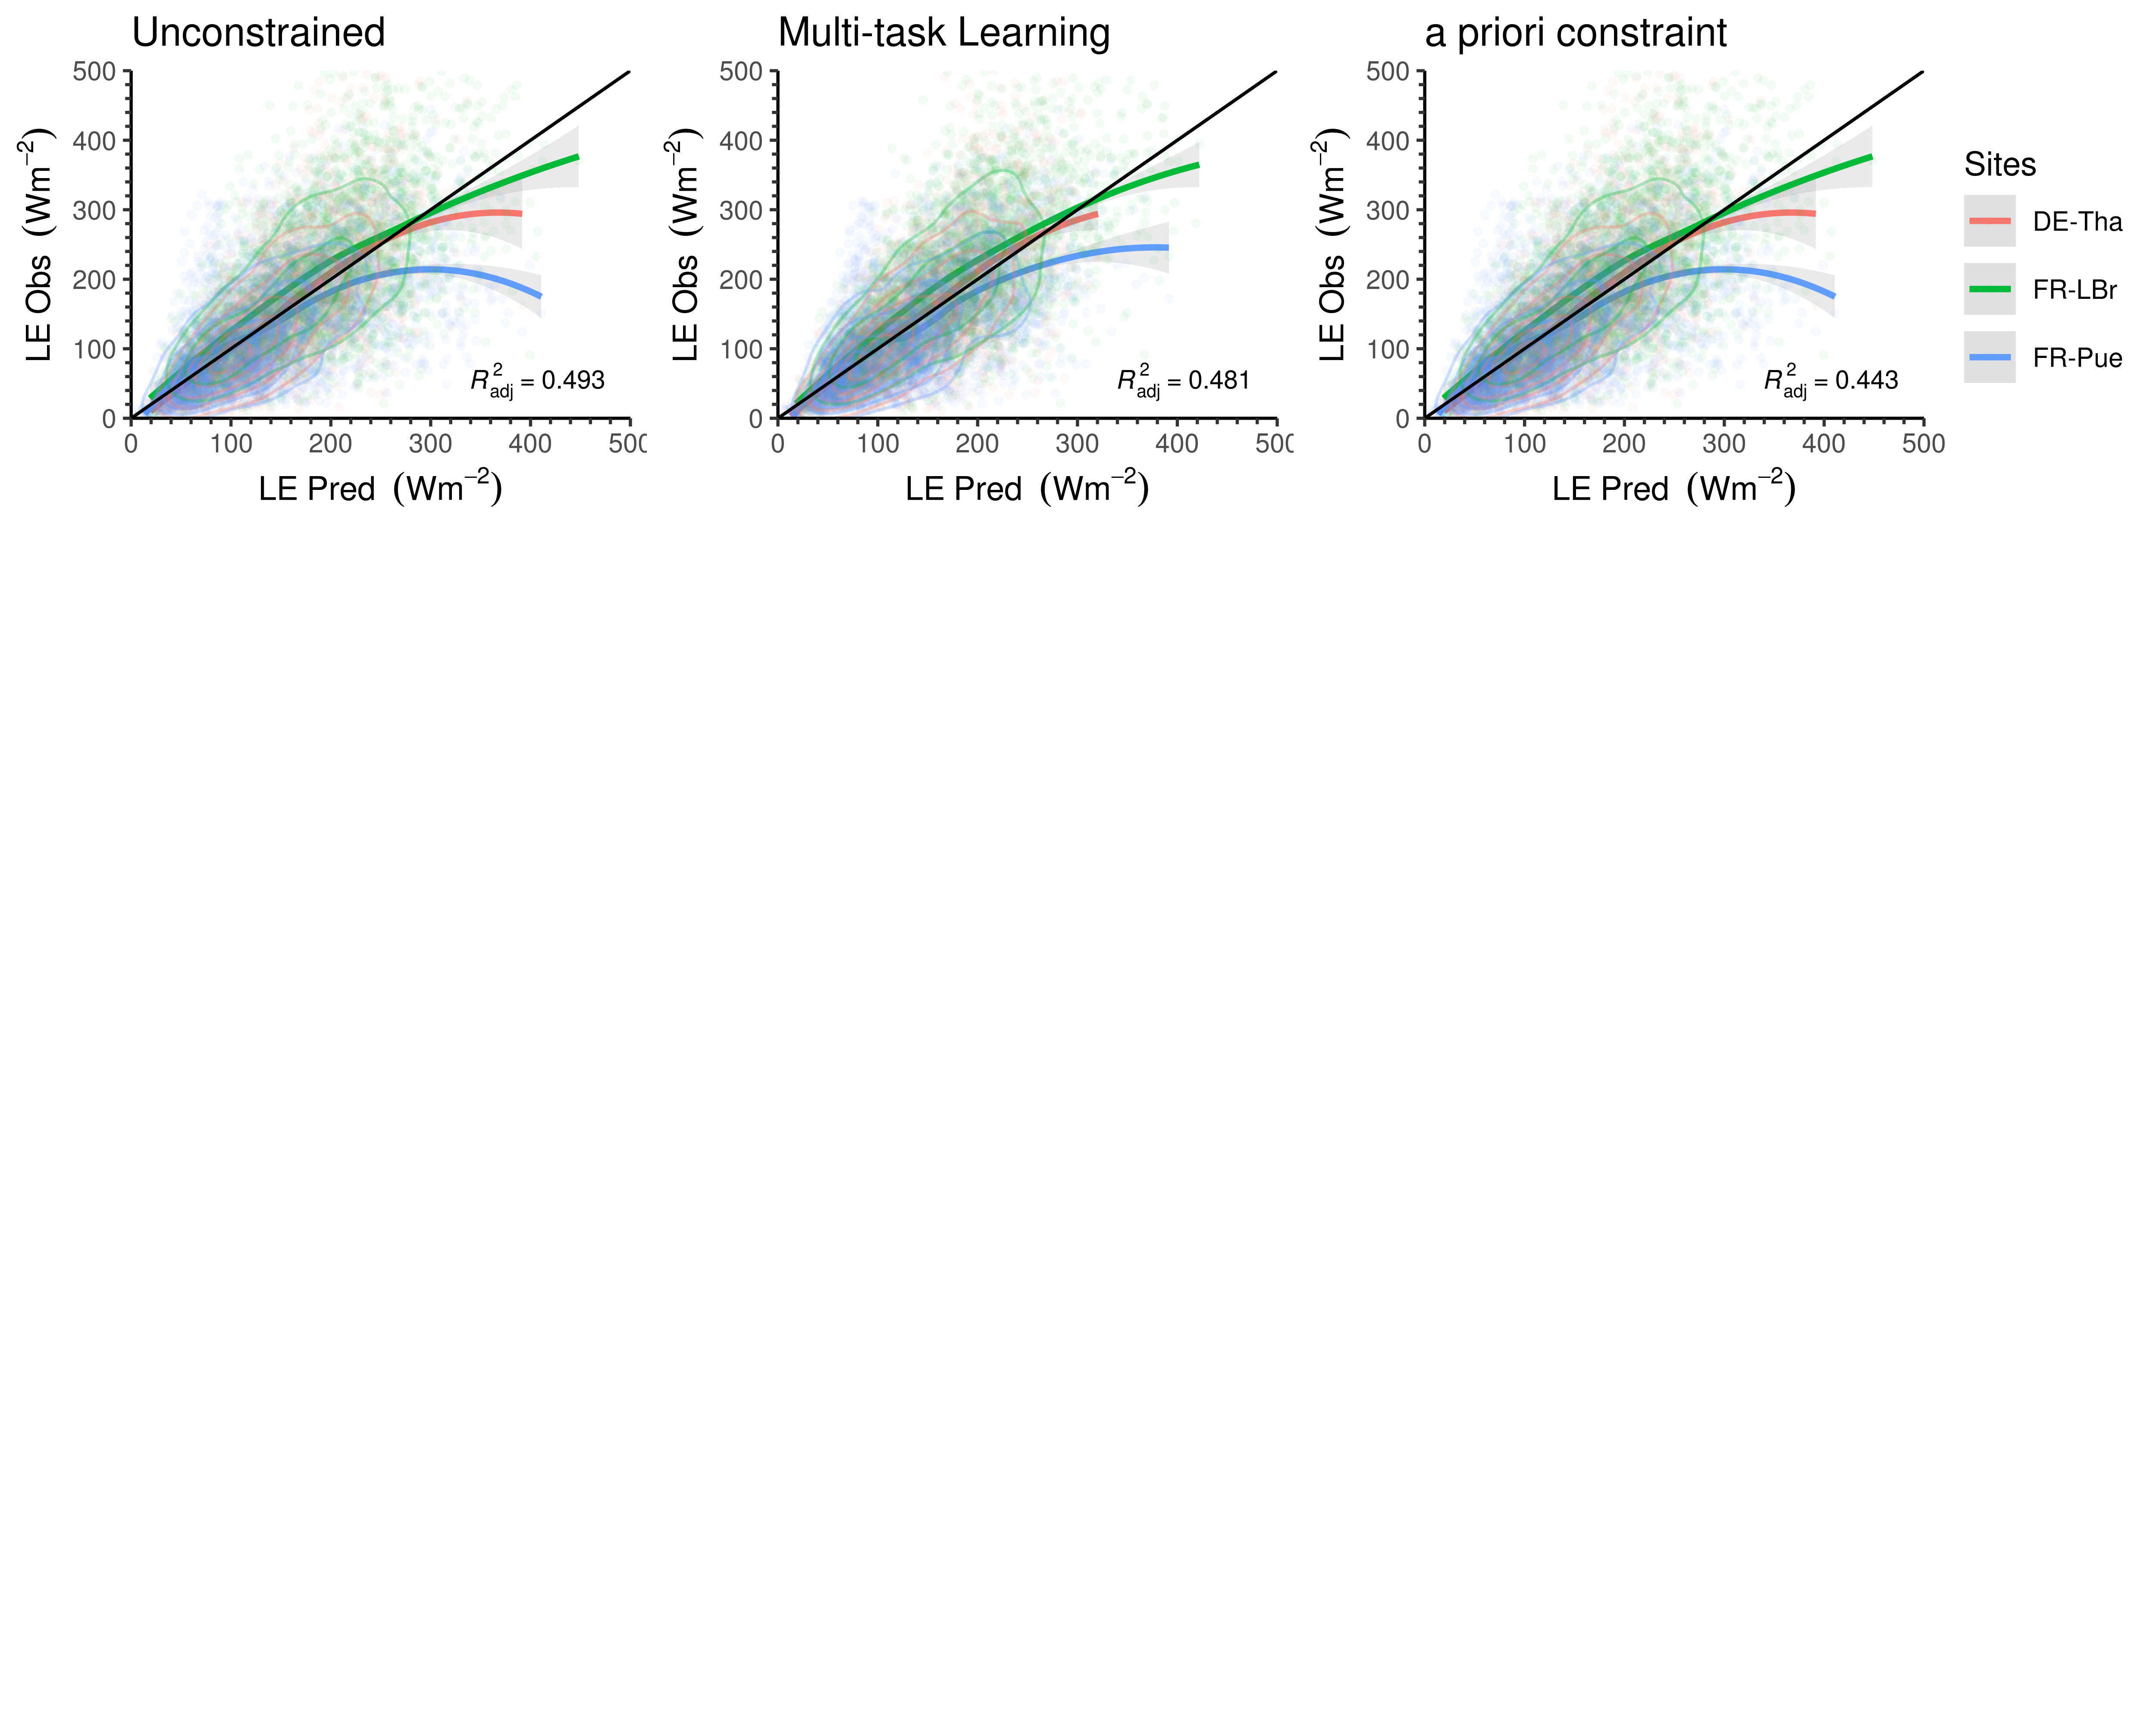 Unconstrained
500
400
300
200
100
0
LE Obs (Wm⁻²)
R²adj = 0.493
0 100 200 300 400 500
LE Pred (Wm⁻²)
Multi-task Learning
500
400
300
200
100
0
LE Obs (Wm⁻²)
R²adj = 0.481
0 100 200 300 400 500
LE Pred (Wm⁻²)
a priori constraint
500
400
300
200
100
0
LE Obs (Wm⁻²)
R²adj = 0.443
0 100 200 300 400 500
LE Pred (Wm⁻²)
Sites
DE-Tha
FR-LBr
FR-Pue